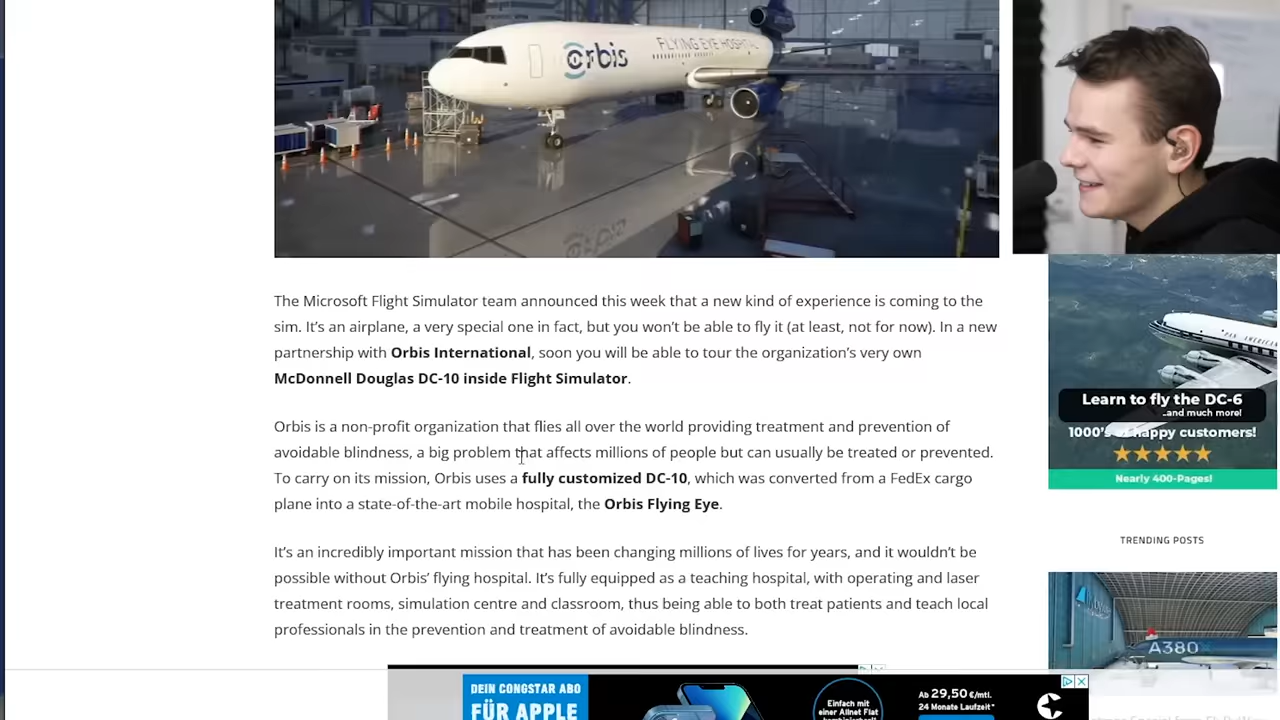 orbis FLYING EYE HOSPITAL
The Microsoft Flight Simulator team announced this week that a new kind of experience is coming to the
sim. It’s an airplane, a very special one in fact, but you won’t be able to fly it (at least, not for now). In a new
partnership with Orbis International, soon you will be able to tour the organization’s very own
McDonnell Douglas DC-10 inside Flight Simulator.
Orbis is a non-profit organization that flies all over the world providing treatment and prevention of
avoidable blindness, a big problem that affects millions of people but can usually be treated or prevented.
To carry on its mission, Orbis uses a fully customized DC-10, which was converted from a FedEx cargo
plane into a state-of-the-art mobile hospital, the Orbis Flying Eye.
It’s an incredibly important mission that has been changing millions of lives for years, and it wouldn’t be
possible without Orbis’ flying hospital. It’s fully equipped as a teaching hospital, with operating and laser
treatment rooms, simulation centre and classroom, thus being able to both treat patients and teach local
professionals in the prevention and treatment of avoidable blindness.
PAN AMERICAN
Learn to fly the DC-6
...and much more!
1000’s of happy customers!
Nearly 400-Pages!
TRENDING POSTS
A380
DEIN CONGSTAR ABO
FÜR APPLE
Einfach mit
einer Allnet Flat
Ab 29,50 €/mtl.
24 Monate Laufzeit*